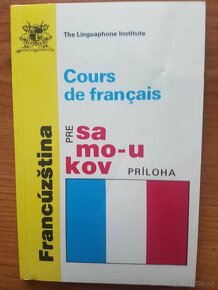 The Linguaphone Institute
Cours
de français
Francúzština
PRE
sa
mo-u
kov
PRÍLOHA